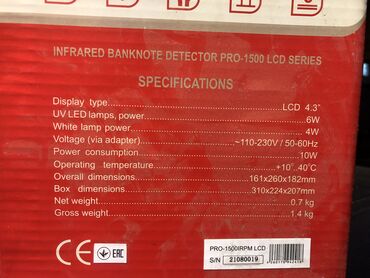 INFRARED BANKNOTE DETECTOR PRO-1500 LCD SERIES
SPECIFICATIONS
Display type LCD 4.3"
UV LED lamps, power 6W
White lamp power 4W
Voltage (via adapter) ~110-230V / 50-60Hz
Power consumption 10W
Operating temperature +10°..40°C
Overall dimensions 161x260x182mm
Box dimensions 310x224x207mm
Net weight 0.7 kg
Gross weight 1.4 kg
CE EAC
PRO-1500IRPM LCD
S/N 21080019